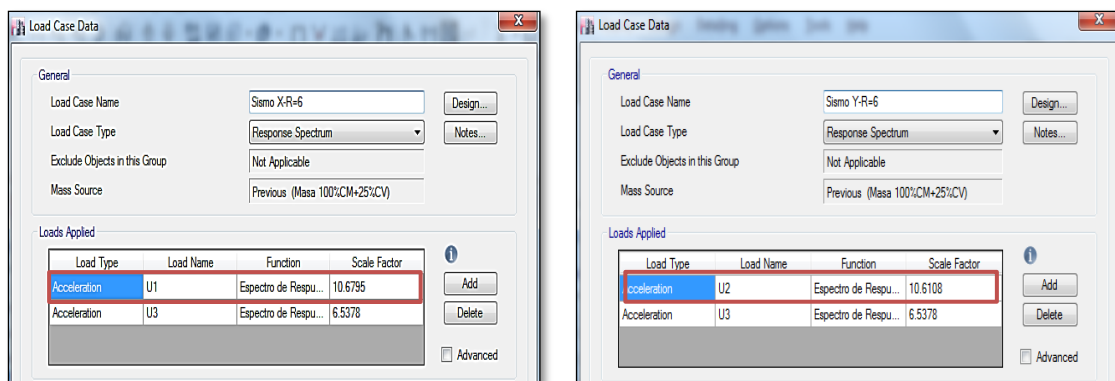 Load Case Data
General
Load Case Name Sismo X-R=6 Design...
Load Case Type Response Spectrum Notes...
Exclude Objects in this Group Not Applicable
Mass Source Previous (Masa 100%CM+25%CV)
Loads Applied
Load Type Load Name Function Scale Factor
Acceleration U1 Espectro de Respu... 10.6795 Add
Acceleration U3 Espectro de Respu... 6.5378 Delete
Advanced
Load Case Data
General
Load Case Name Sismo Y-R=6 Design...
Load Case Type Response Spectrum Notes...
Exclude Objects in this Group Not Applicable
Mass Source Previous (Masa 100%CM+25%CV)
Loads Applied
Load Type Load Name Function Scale Factor
Acceleration U2 Espectro de Respu... 10.6108 Add
Acceleration U3 Espectro de Respu... 6.5378 Delete
Advanced